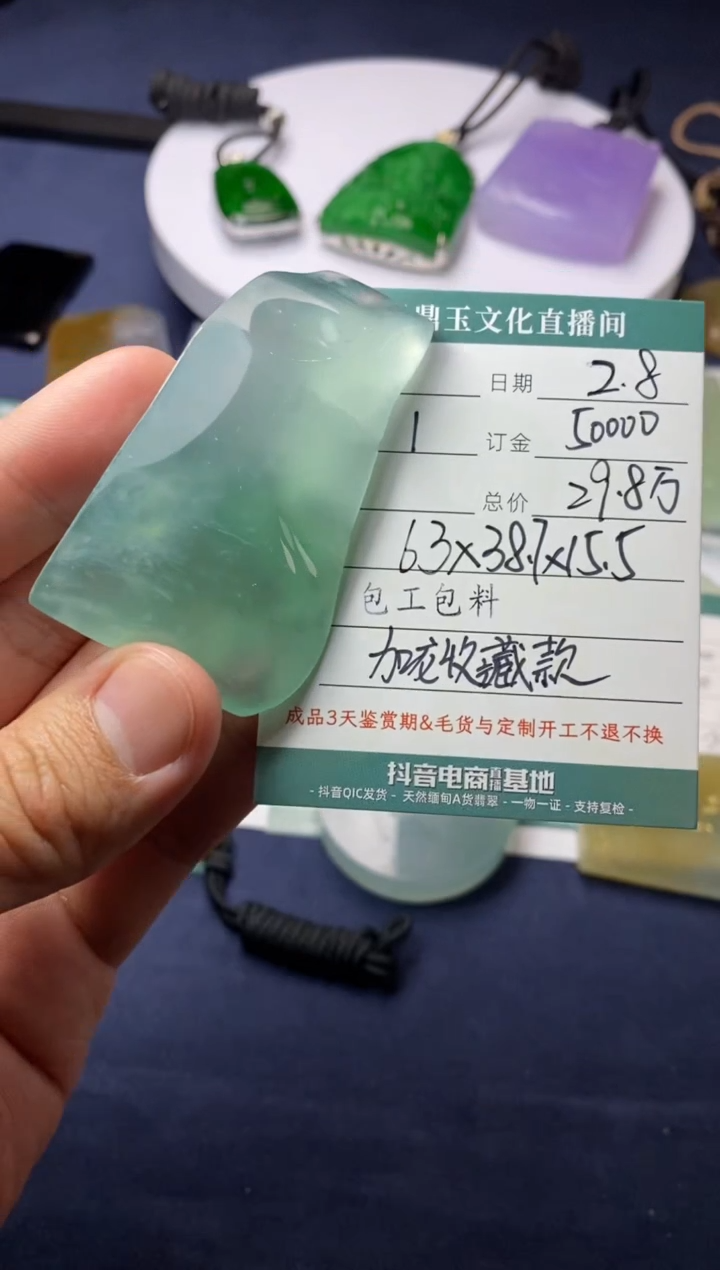 鼎玉文化直播间
日期 2.8
1 订金 50000
总价 29.8万
63×38.7×15.5
包工包料
收藏款
成品3天鉴赏期&毛货与定制开工不退不换
抖音电商直播基地
- 抖音QIC发货 - 天然缅甸A货翡翠 - 一物一证 - 支持复检 -